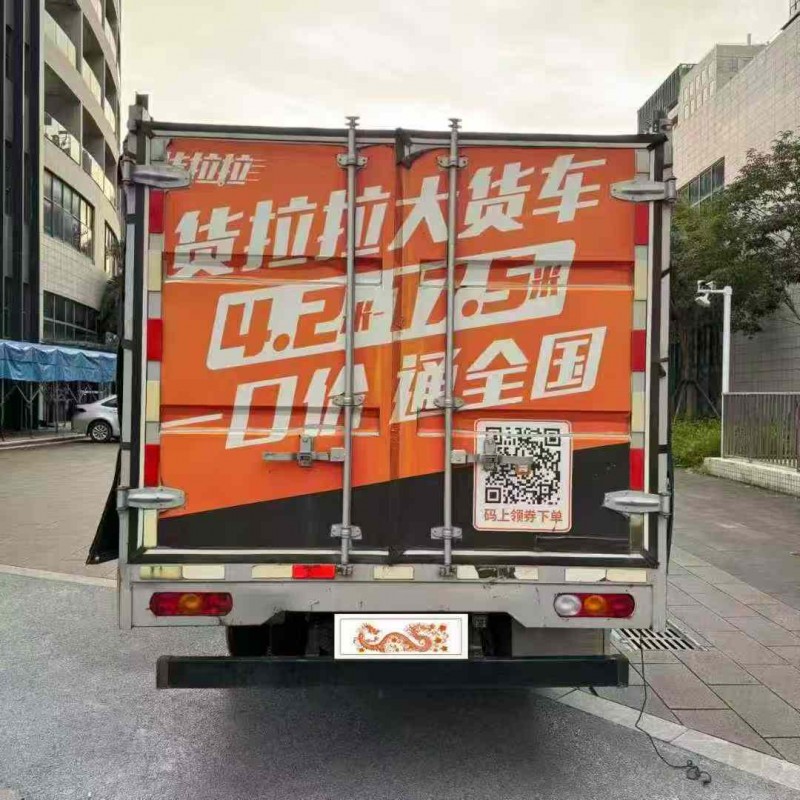 货拉拉
货拉拉大货车
4.2米 7.5米
一口价 通全国
码上领券下单